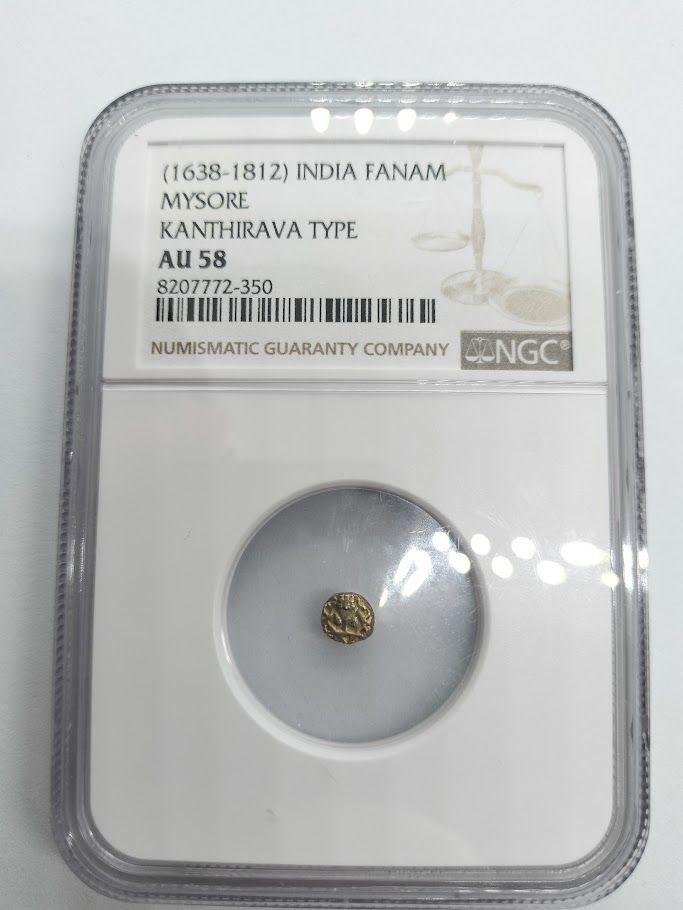 (1638-1812) INDIA FANAM
MYSORE
KANTHIRAVA TYPE
AU 58
8207772-350
NUMISMATIC GUARANTY COMPANY NGC®